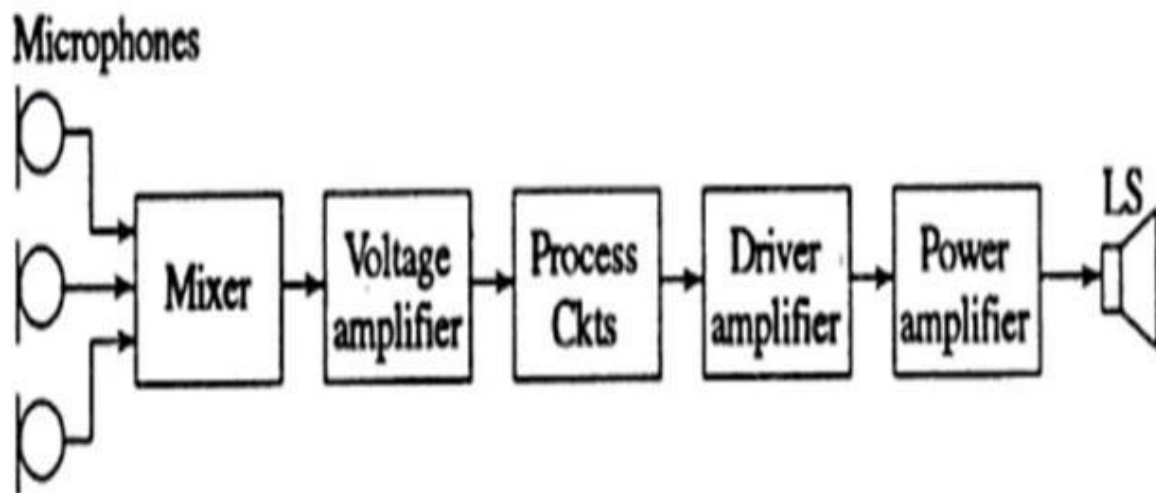 Microphones
LS
Mixer
Voltage
amplifier
Process
Ckts
Driver
amplifier
Power
amplifier